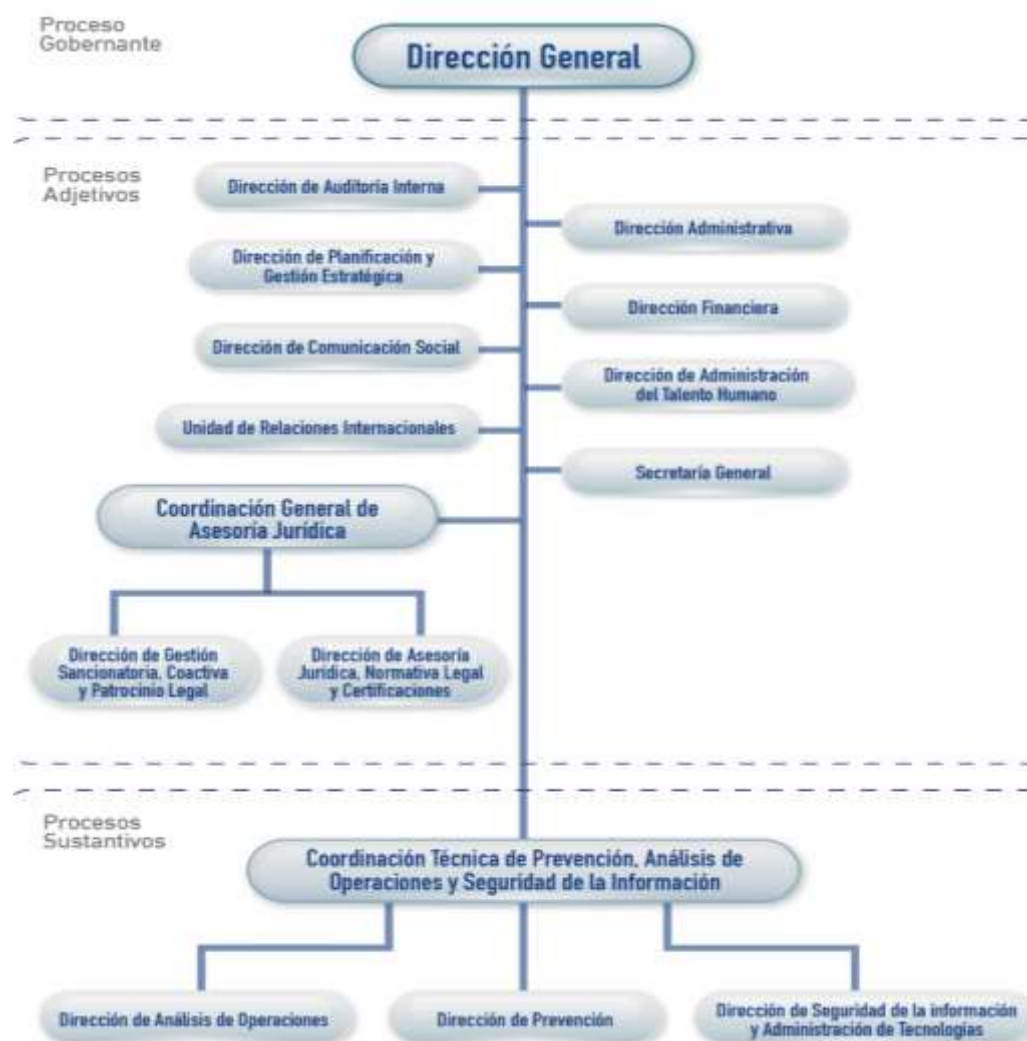 Proceso
Gobernante
Dirección General
Procesos
Adjetivos
Dirección de Auditoría Interna
Dirección Administrativa
Dirección de Planificación y
Gestión Estratégica
Dirección Financiera
Dirección de Comunicación Social
Dirección de Administración
del Talento Humano
Unidad de Relaciones Internacionales
Secretaría General
Coordinación General de
Asesoría Jurídica
Dirección de Gestión
Sancionatoria, Coactiva
y Patrocinio Legal
Dirección de Asesoría
Jurídica, Normativa Legal
y Certificaciones
Procesos
Sustantivos
Coordinación Técnica de Prevención, Análisis de
Operaciones y Seguridad de la Información
Dirección de Análisis de Operaciones
Dirección de Prevención
Dirección de Seguridad de la información
y Administración de Tecnologías